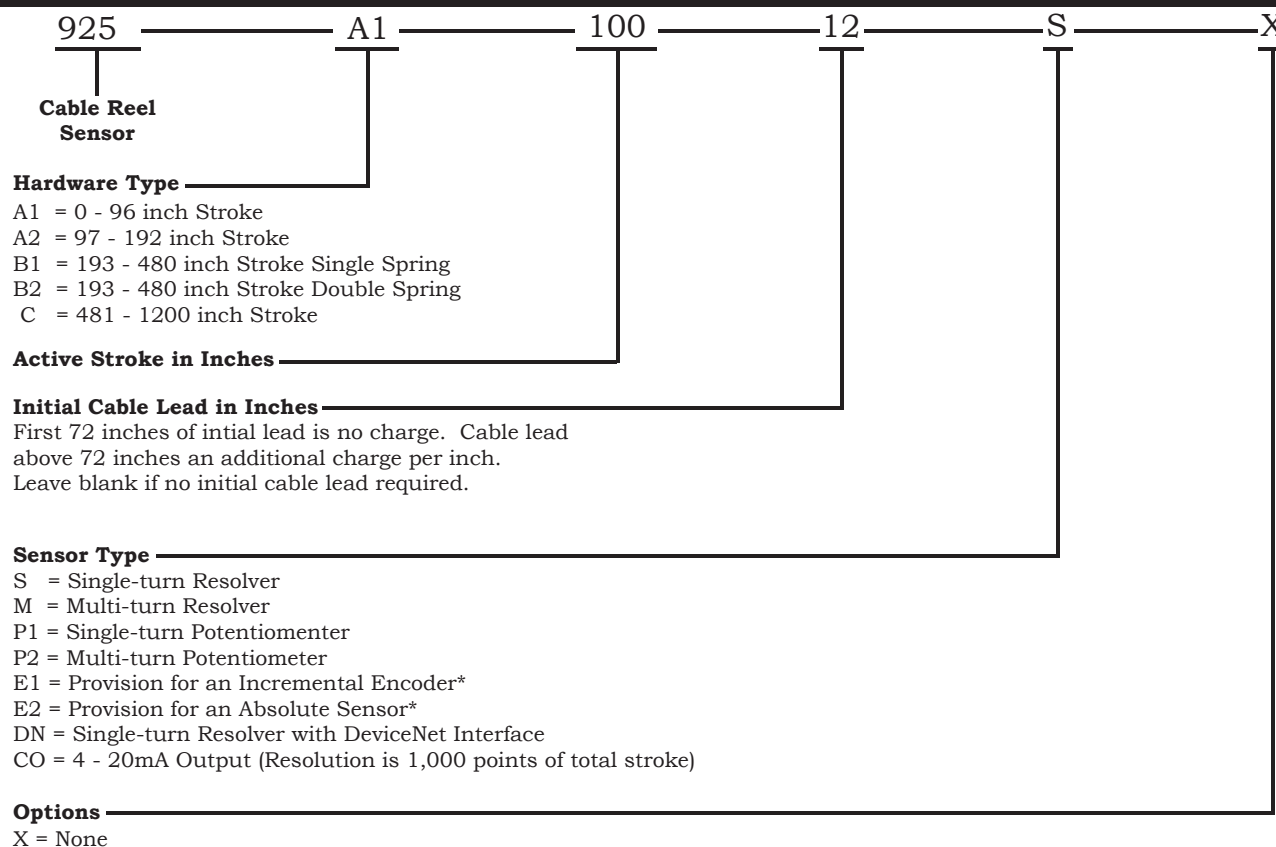 925 A1 100 12 S X
Cable Reel
Sensor
Hardware Type
A1 = 0 - 96 inch Stroke
A2 = 97 - 192 inch Stroke
B1 = 193 - 480 inch Stroke Single Spring
B2 = 193 - 480 inch Stroke Double Spring
C = 481 - 1200 inch Stroke
Active Stroke in Inches
Initial Cable Lead in Inches
First 72 inches of intial lead is no charge. Cable lead
above 72 inches an additional charge per inch.
Leave blank if no initial cable lead required.
Sensor Type
S = Single-turn Resolver
M = Multi-turn Resolver
P1 = Single-turn Potentiomenter
P2 = Multi-turn Potentiometer
E1 = Provision for an Incremental Encoder*
E2 = Provision for an Absolute Sensor*
DN = Single-turn Resolver with DeviceNet Interface
CO = 4 - 20mA Output (Resolution is 1,000 points of total stroke)
Options
X = None